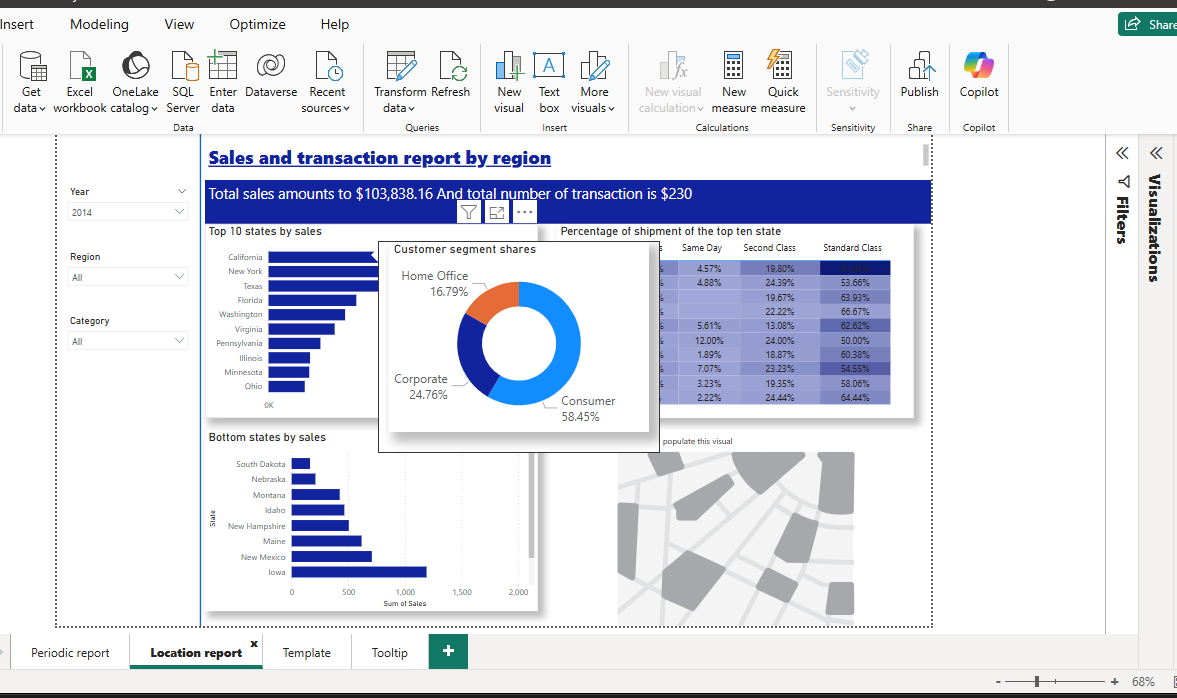 Insert Modeling View Optimize Help
Share
Get data
Excel workbook
OneLake catalog
SQL Server
Enter data
Dataverse
Recent sources
Transform data
Refresh
New visual
Text box
More visuals
New visual calculation
New measure
Quick measure
Sensitivity
Publish
Copilot
Data Queries Insert Calculations Sensitivity Share Copilot
Sales and transaction report by region
Total sales amounts to $103,838.16 And total number of transaction is $230
Year
2014
Region
All
Category
All
Top 10 states by sales
California
New York
Texas
Florida
Washington
Virginia
Pennsylvania
Illinois
Minnesota
Ohio
0K
Customer segment shares
Home Office
16.79%
Corporate
24.76%
Consumer
58.45%
Percentage of shipment of the top ten state
Same Day Second Class Standard Class
4.57% 19.80%
4.88% 24.39% 53.66%
19.67% 63.93%
22.22% 66.67%
5.61% 13.08% 62.62%
12.00% 24.00% 50.00%
1.89% 18.87% 60.38%
7.07% 23.23% 54.55%
3.23% 19.35% 58.06%
2.22% 24.44% 64.44%
Bottom states by sales
State
South Dakota
Nebraska
Montana
Idaho
New Hampshire
Maine
New Mexico
Iowa
0 500 1,000 1,500 2,000
Sum of Sales
populate this visual
Filters
Visualizations
Periodic report Location report x Template Tooltip +
- + 68%